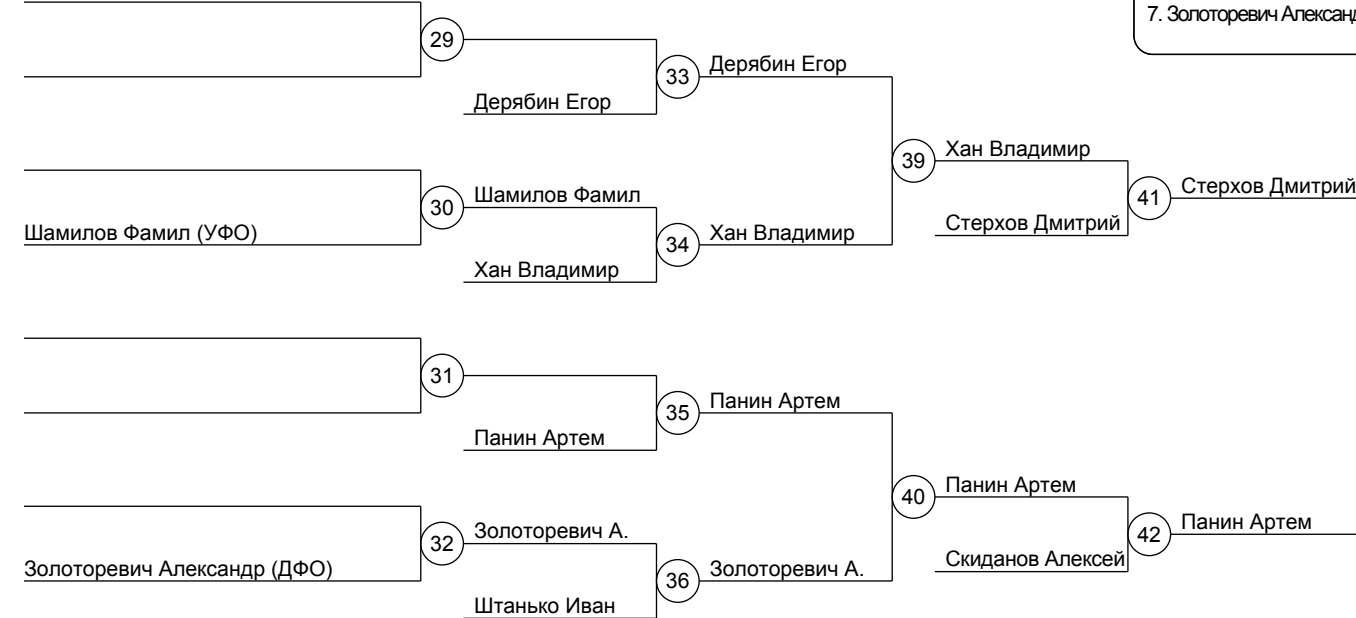 7. Золоторевич Александ
29
33
Дерябин Егор
Дерябин Егор
39
Хан Владимир
30
Шамилов Фамил
41
Стерхов Дмитрий
Шамилов Фамил (УФО)
34
Хан Владимир
Стерхов Дмитрий
Хан Владимир
31
35
Панин Артем
Панин Артем
40
Панин Артем
32
Золоторевич А.
42
Панин Артем
Золоторевич Александр (ДФО)
36
Золоторевич А.
Скиданов Алексей
Штанько Иван